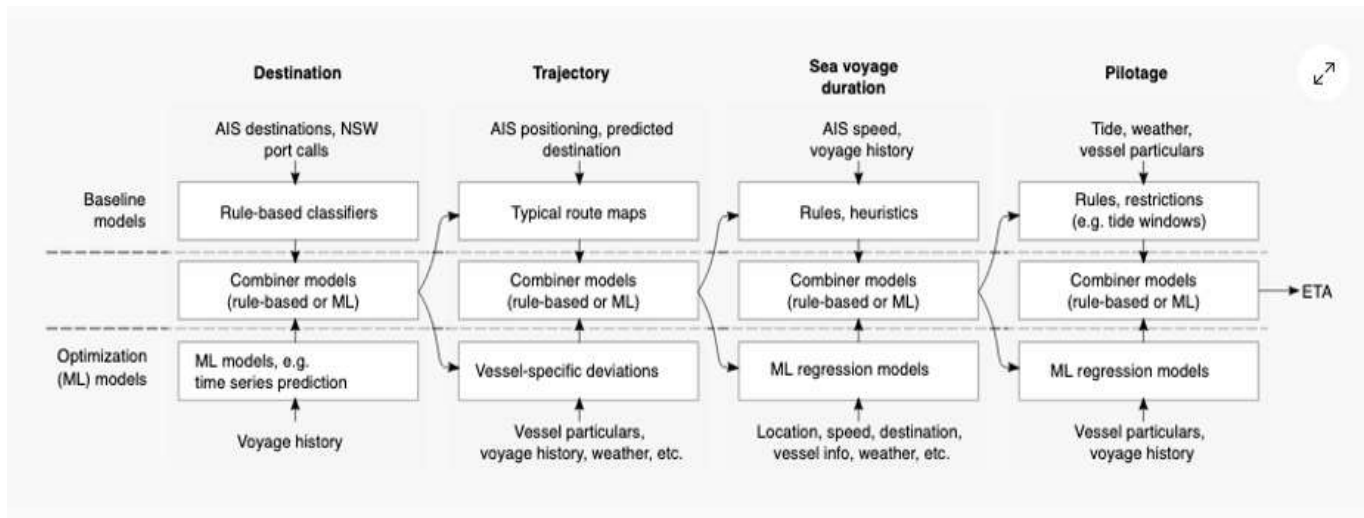 Destination
Trajectory
Sea voyage
duration
Pilotage
AIS destinations, NSW
port calls
AIS positioning, predicted
destination
AIS speed,
voyage history
Tide, weather,
vessel particulars
Baseline
models
Rule-based classifiers
Typical route maps
Rules, heuristics
Rules, restrictions
(e.g. tide windows)
Combiner models
(rule-based or ML)
Combiner models
(rule-based or ML)
Combiner models
(rule-based or ML)
Combiner models
(rule-based or ML)
ETA
Optimization
(ML) models
ML models, e.g.
time series prediction
Vessel-specific deviations
ML regression models
ML regression models
Voyage history
Vessel particulars,
voyage history, weather, etc.
Location, speed, destination,
vessel info, weather, etc.
Vessel particulars,
voyage history